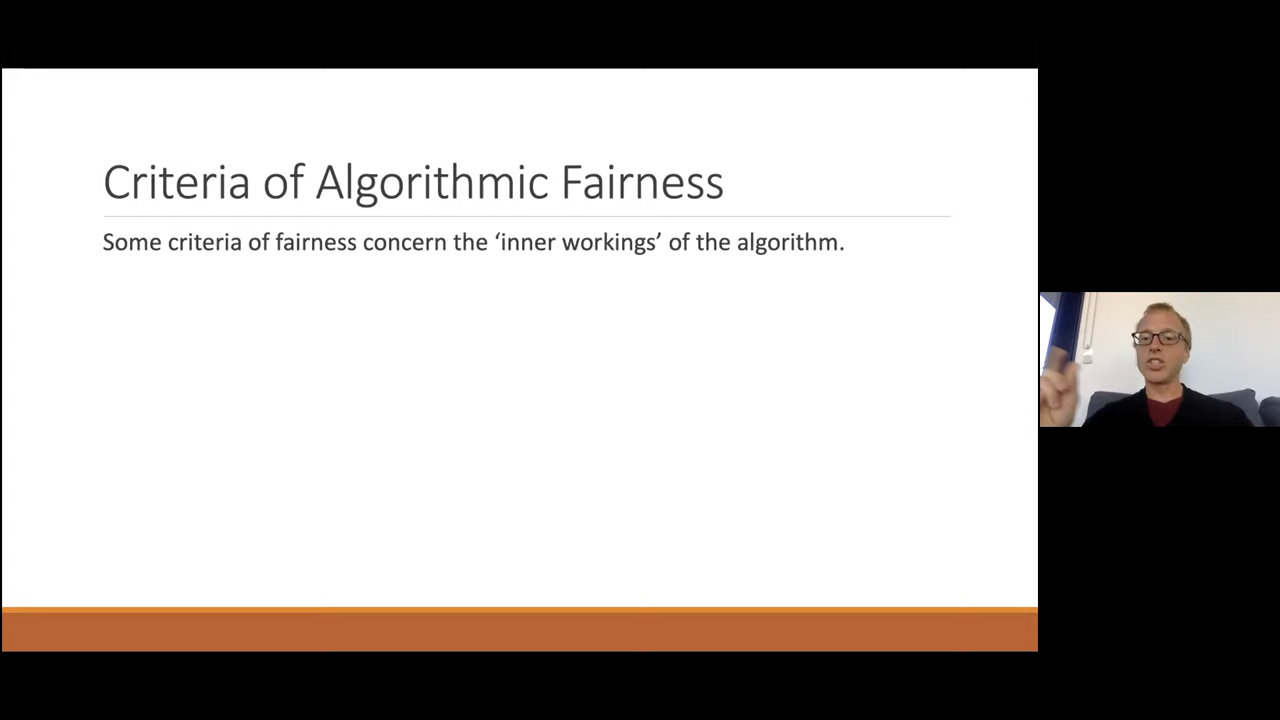 Criteria of Algorithmic Fairness
Some criteria of fairness concern the ‘inner workings’ of the algorithm.